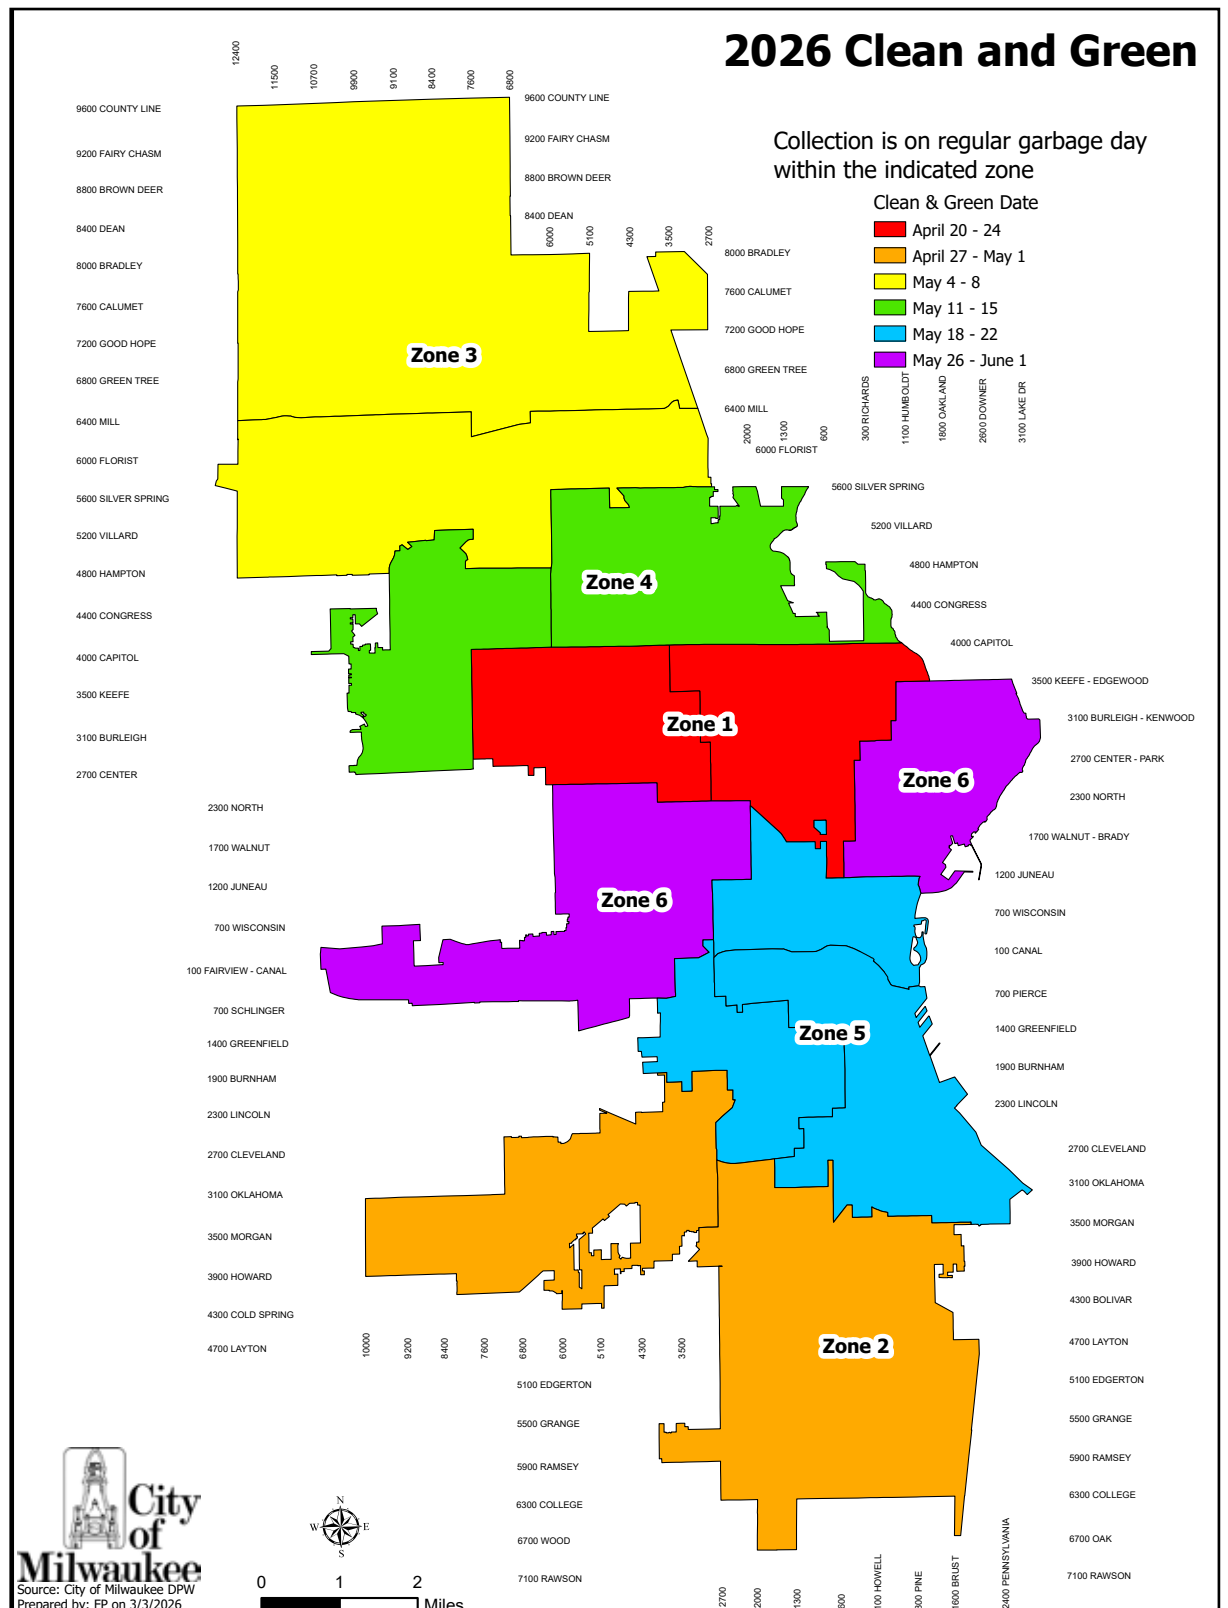 2026 Clean and Green
Collection is on regular garbage day
within the indicated zone
Clean & Green Date
April 20 - 24
April 27 - May 1
May 4 - 8
May 11 - 15
May 18 - 22
May 26 - June 1
12400
11500
10700
9900
9100
8400
7600
6800
9600 COUNTY LINE
9200 FAIRY CHASM
8800 BROWN DEER
8400 DEAN
8000 BRADLEY
7600 CALUMET
7200 GOOD HOPE
6800 GREEN TREE
6400 MILL
6000 FLORIST
5600 SILVER SPRING
5200 VILLARD
4800 HAMPTON
4400 CONGRESS
4000 CAPITOL
3500 KEEFE
3100 BURLEIGH
2700 CENTER
2300 NORTH
1700 WALNUT
1200 JUNEAU
700 WISCONSIN
100 FAIRVIEW - CANAL
700 SCHLINGER
1400 GREENFIELD
1900 BURNHAM
2300 LINCOLN
2700 CLEVELAND
3100 OKLAHOMA
3500 MORGAN
3900 HOWARD
4300 COLD SPRING
4700 LAYTON
9600 COUNTY LINE
9200 FAIRY CHASM
8800 BROWN DEER
8400 DEAN
6000
5100
4300
3500
2700
8000 BRADLEY
7600 CALUMET
7200 GOOD HOPE
6800 GREEN TREE
6400 MILL
2000
1300
600
300 RICHARDS
1100 HUMBOLDT
1800 OAKLAND
2600 DOWNER
3100 LAKE DR
6000 FLORIST
5600 SILVER SPRING
5200 VILLARD
4800 HAMPTON
4400 CONGRESS
4000 CAPITOL
3500 KEEFE - EDGEWOOD
3100 BURLEIGH - KENWOOD
2700 CENTER - PARK
2300 NORTH
1700 WALNUT - BRADY
1200 JUNEAU
700 WISCONSIN
100 CANAL
700 PIERCE
1400 GREENFIELD
1900 BURNHAM
2300 LINCOLN
2700 CLEVELAND
3100 OKLAHOMA
3500 MORGAN
3900 HOWARD
4300 BOLIVAR
4700 LAYTON
5100 EDGERTON
5500 GRANGE
5900 RAMSEY
6300 COLLEGE
6700 OAK
7100 RAWSON
Zone 3
Zone 4
Zone 1
Zone 6
Zone 6
Zone 5
Zone 2
10000
9200
8400
7600
6800
6000
5100
4300
3500
5100 EDGERTON
5500 GRANGE
5900 RAMSEY
6300 COLLEGE
6700 WOOD
7100 RAWSON
2700
2000
1300
600
100 HOWELL
800 PINE
1600 BRUST
2400 PENNSYLVANIA
City
of
Milwaukee
Source: City of Milwaukee DPW
Prepared by: EP on 3/3/2026
N
W E
S
0 1 2
Miles